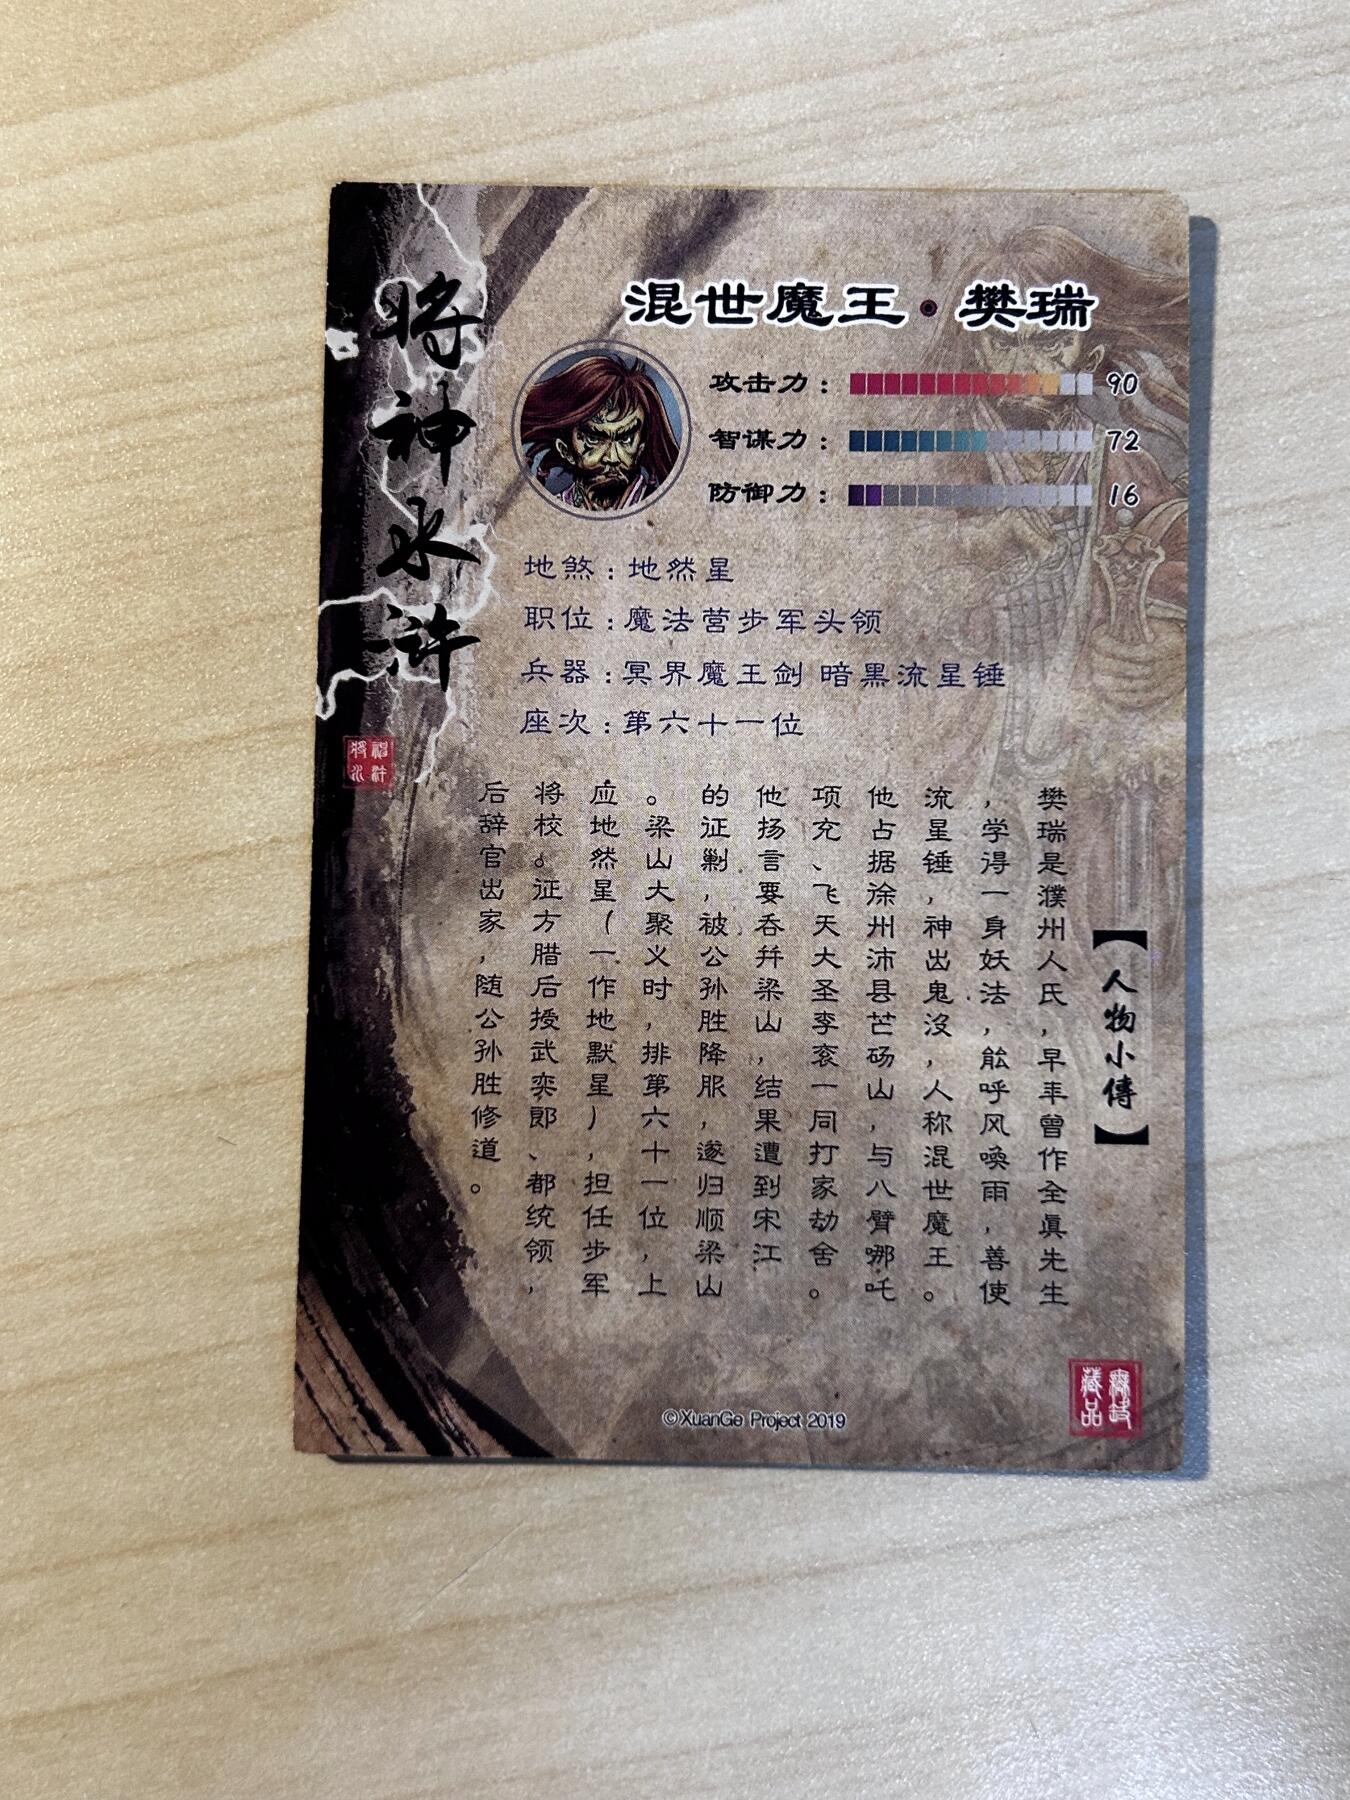 将神水浒
将神水浒
混世魔王·樊瑞
攻击力：90
智谋力：72
防御力：16
地煞：地然星
职位：魔法营步军头领
兵器：冥界魔王剑 暗黑流星锤
座次：第六十一位
【人物小傳】
樊瑞是濮州人氏，早年曾作全真先生
，学得一身妖法，能呼风唤雨，善使
流星锤，神出鬼没，人称混世魔王。
他占据徐州沛县芒砀山，与八臂哪吒
项充、飞天大圣李衮一同打家劫舍。
他扬言要吞并梁山，结果遭到宋江
的征剿，被公孙胜降服，遂归顺梁山
。梁山大聚义时，排第六十一位，上
应地然星（一作地默星），担任步军
将校。征方腊后授武奕郎、都统领，
后辞官出家，随公孙胜修道。
©XuanGe Project 2019
藏品